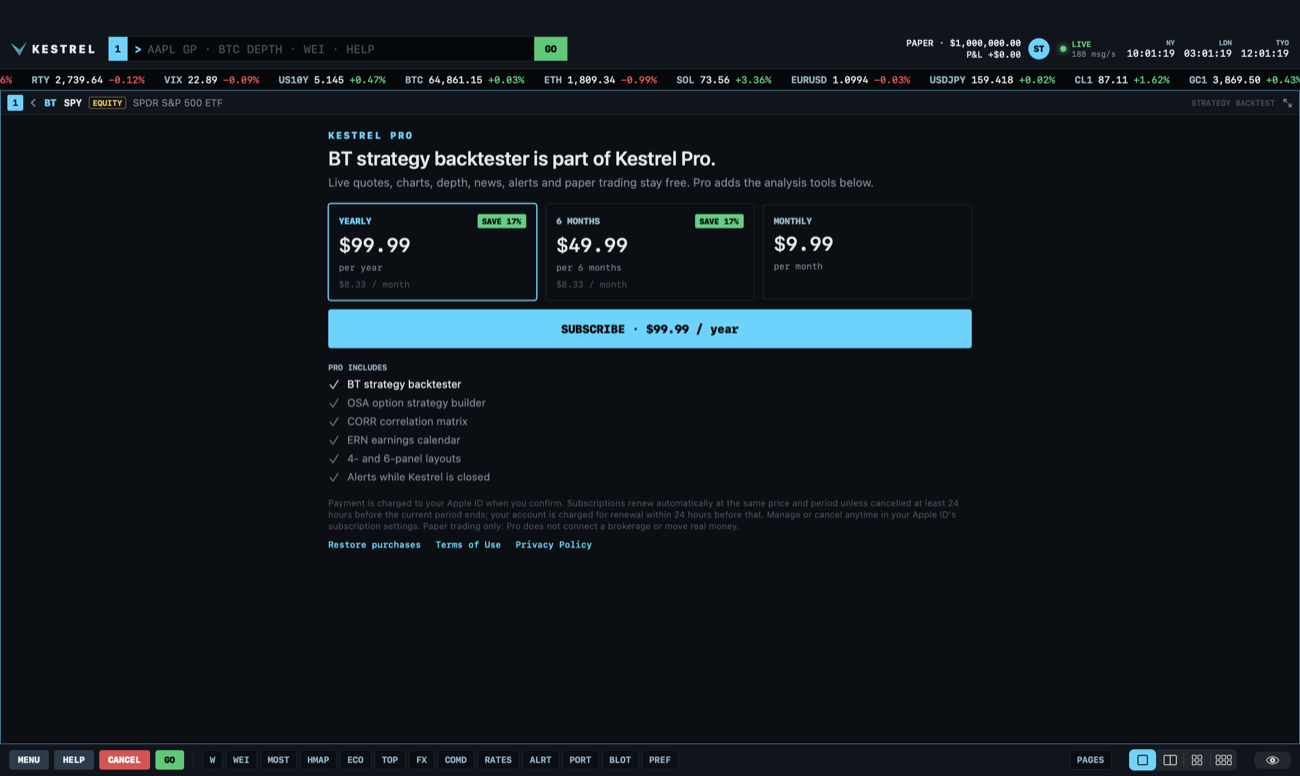 KESTREL 1 > AAPL GP · BTC DEPTH · WEI · HELP GO
PAPER · $1,000,000.00
P&L +$0.00
ST
LIVE
188 msg/s
NY
10:01:19
LDN
03:01:19
TYO
12:01:19
6% RTY 2,739.64 −0.12% VIX 22.89 −0.09% US10Y 5.145 +0.47% BTC 64,861.15 +0.03% ETH 1,809.34 −0.99% SOL 73.56 +3.36% EURUSD 1.0994 −0.03% USDJPY 159.418 +0.02% CL1 87.11 +1.62% GC1 3,869.50 +0.43%
1 BT SPY EQUITY SPDR S&P 500 ETF STRATEGY BACKTEST
KESTREL PRO
BT strategy backtester is part of Kestrel Pro.
Live quotes, charts, depth, news, alerts and paper trading stay free. Pro adds the analysis tools below.
YEARLY SAVE 17%
$99.99
per year
$8.33 / month
6 MONTHS SAVE 17%
$49.99
per 6 months
$8.33 / month
MONTHLY
$9.99
per month
SUBSCRIBE · $99.99 / year
PRO INCLUDES
BT strategy backtester
OSA option strategy builder
CORR correlation matrix
ERN earnings calendar
4- and 6-panel layouts
Alerts while Kestrel is closed
Payment is charged to your Apple ID when you confirm. Subscriptions renew automatically at the same price and period unless cancelled at least 24
hours before the current period ends; your account is charged for renewal within 24 hours before that. Manage or cancel anytime in your Apple ID's
subscription settings. Paper trading only: Pro does not connect a brokerage or move real money.
Restore purchases Terms of Use Privacy Policy
MENU HELP CANCEL GO W WEI MOST HMAP ECO TOP FX COMD RATES ALRT PORT BLOT PREF PAGES